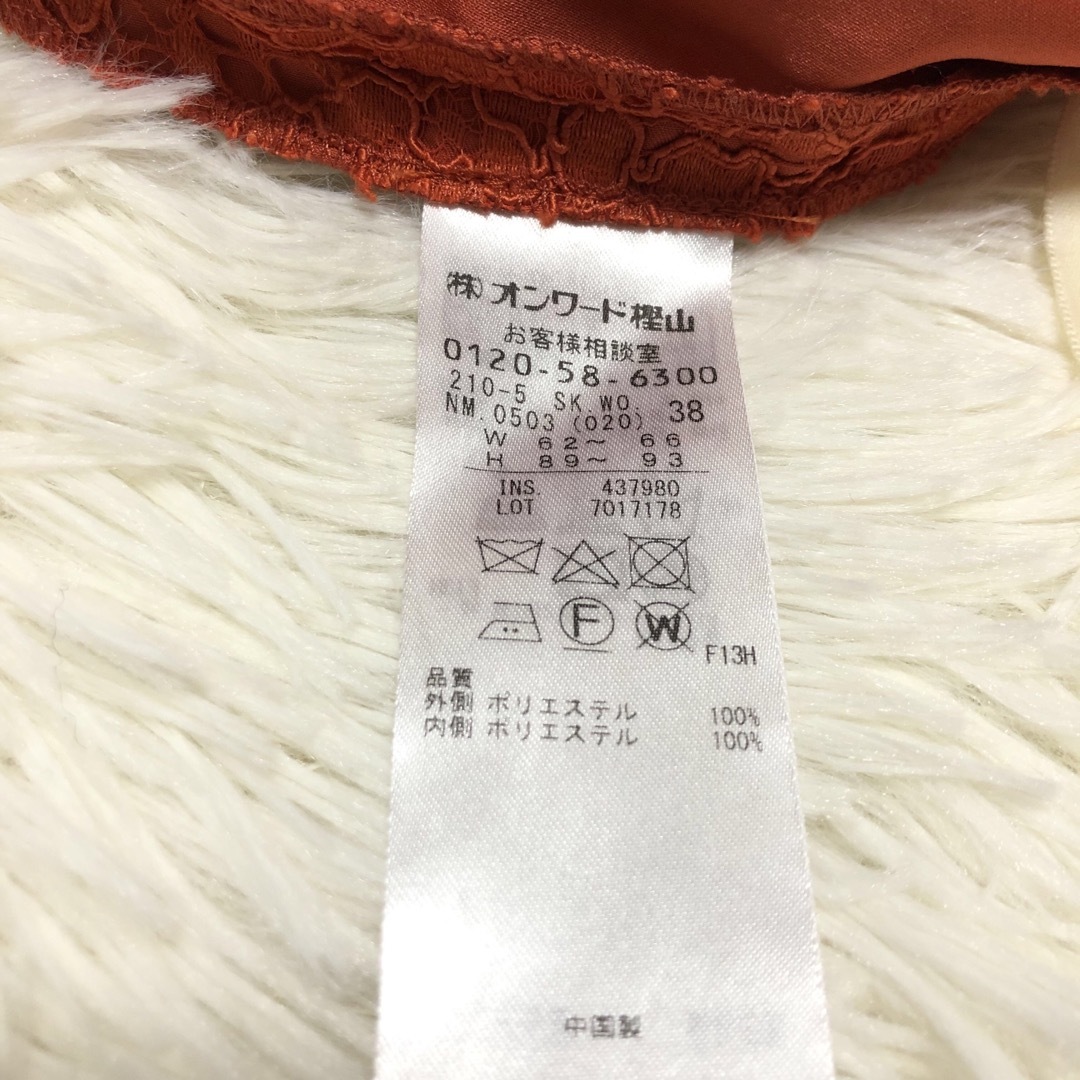 ㈱オンワード樫山
お客様相談室
0120-58-6300
210-5 SK.WO. 38
NM.0503(020)
W 62～ 66
H 89～ 93
INS. 437980
LOT 7017178
F W F13H
品質
外側 ポリエステル 100%
内側 ポリエステル 100%
中国製